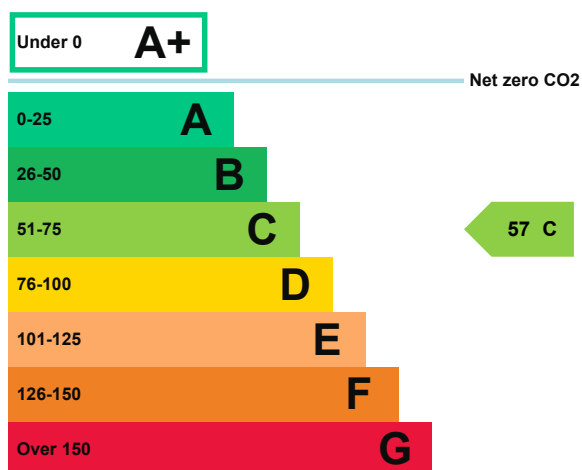 Under 0 A+
Net zero CO2
0-25 A
26-50 B
51-75 C 57 C
76-100 D
101-125 E
126-150 F
Over 150 G